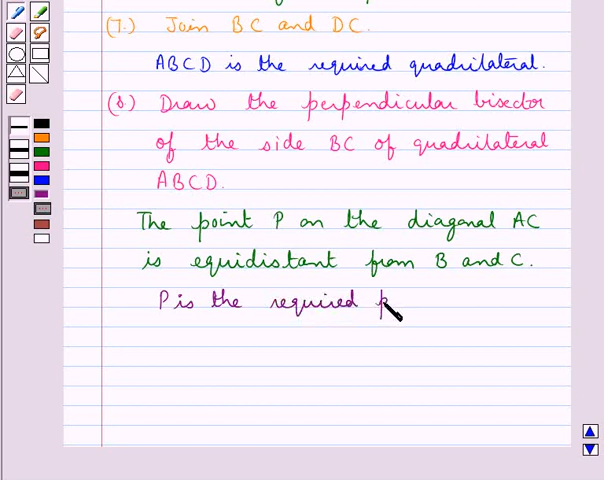 (7.) Join BC and DC.
ABCD is the required quadrilateral.
(8.) Draw the perpendicular bisector
of the side BC of quadrilateral
ABCD.
The point P on the diagonal AC
is equidistant from B and C.
P is the required